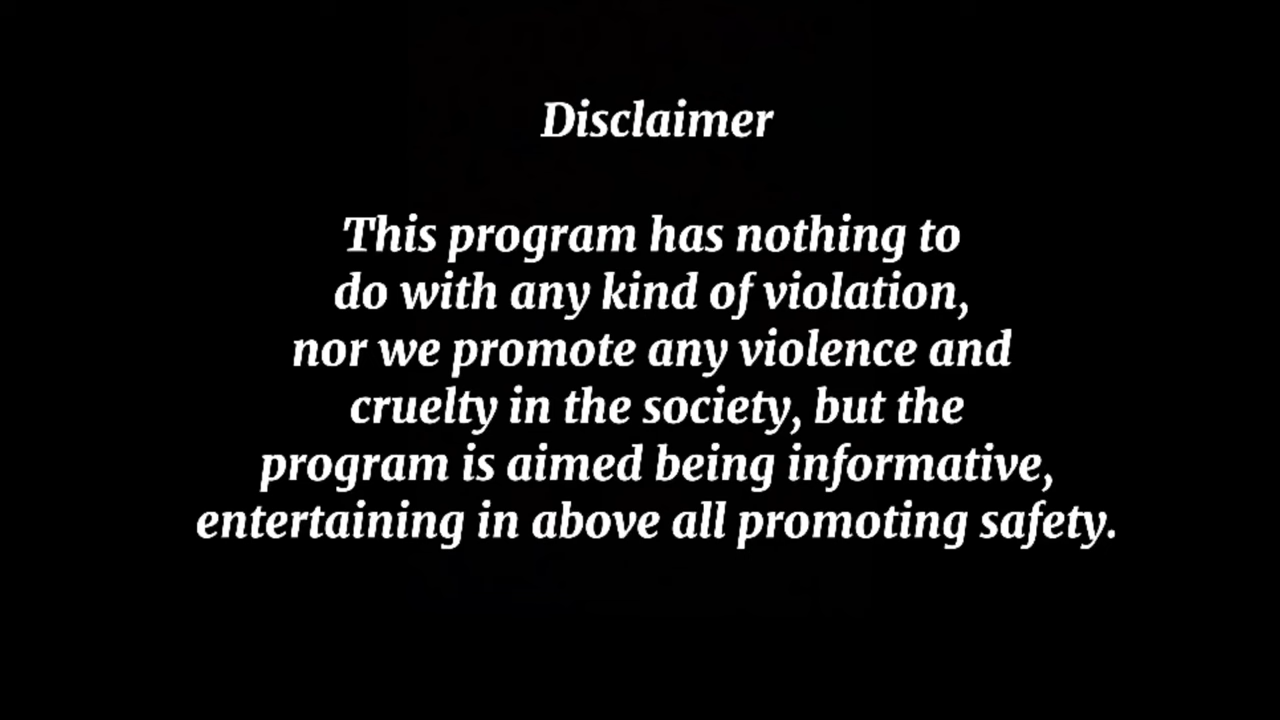 Disclaimer
This program has nothing to
do with any kind of violation,
nor we promote any violence and
cruelty in the society, but the
program is aimed being informative,
entertaining in above all promoting safety.